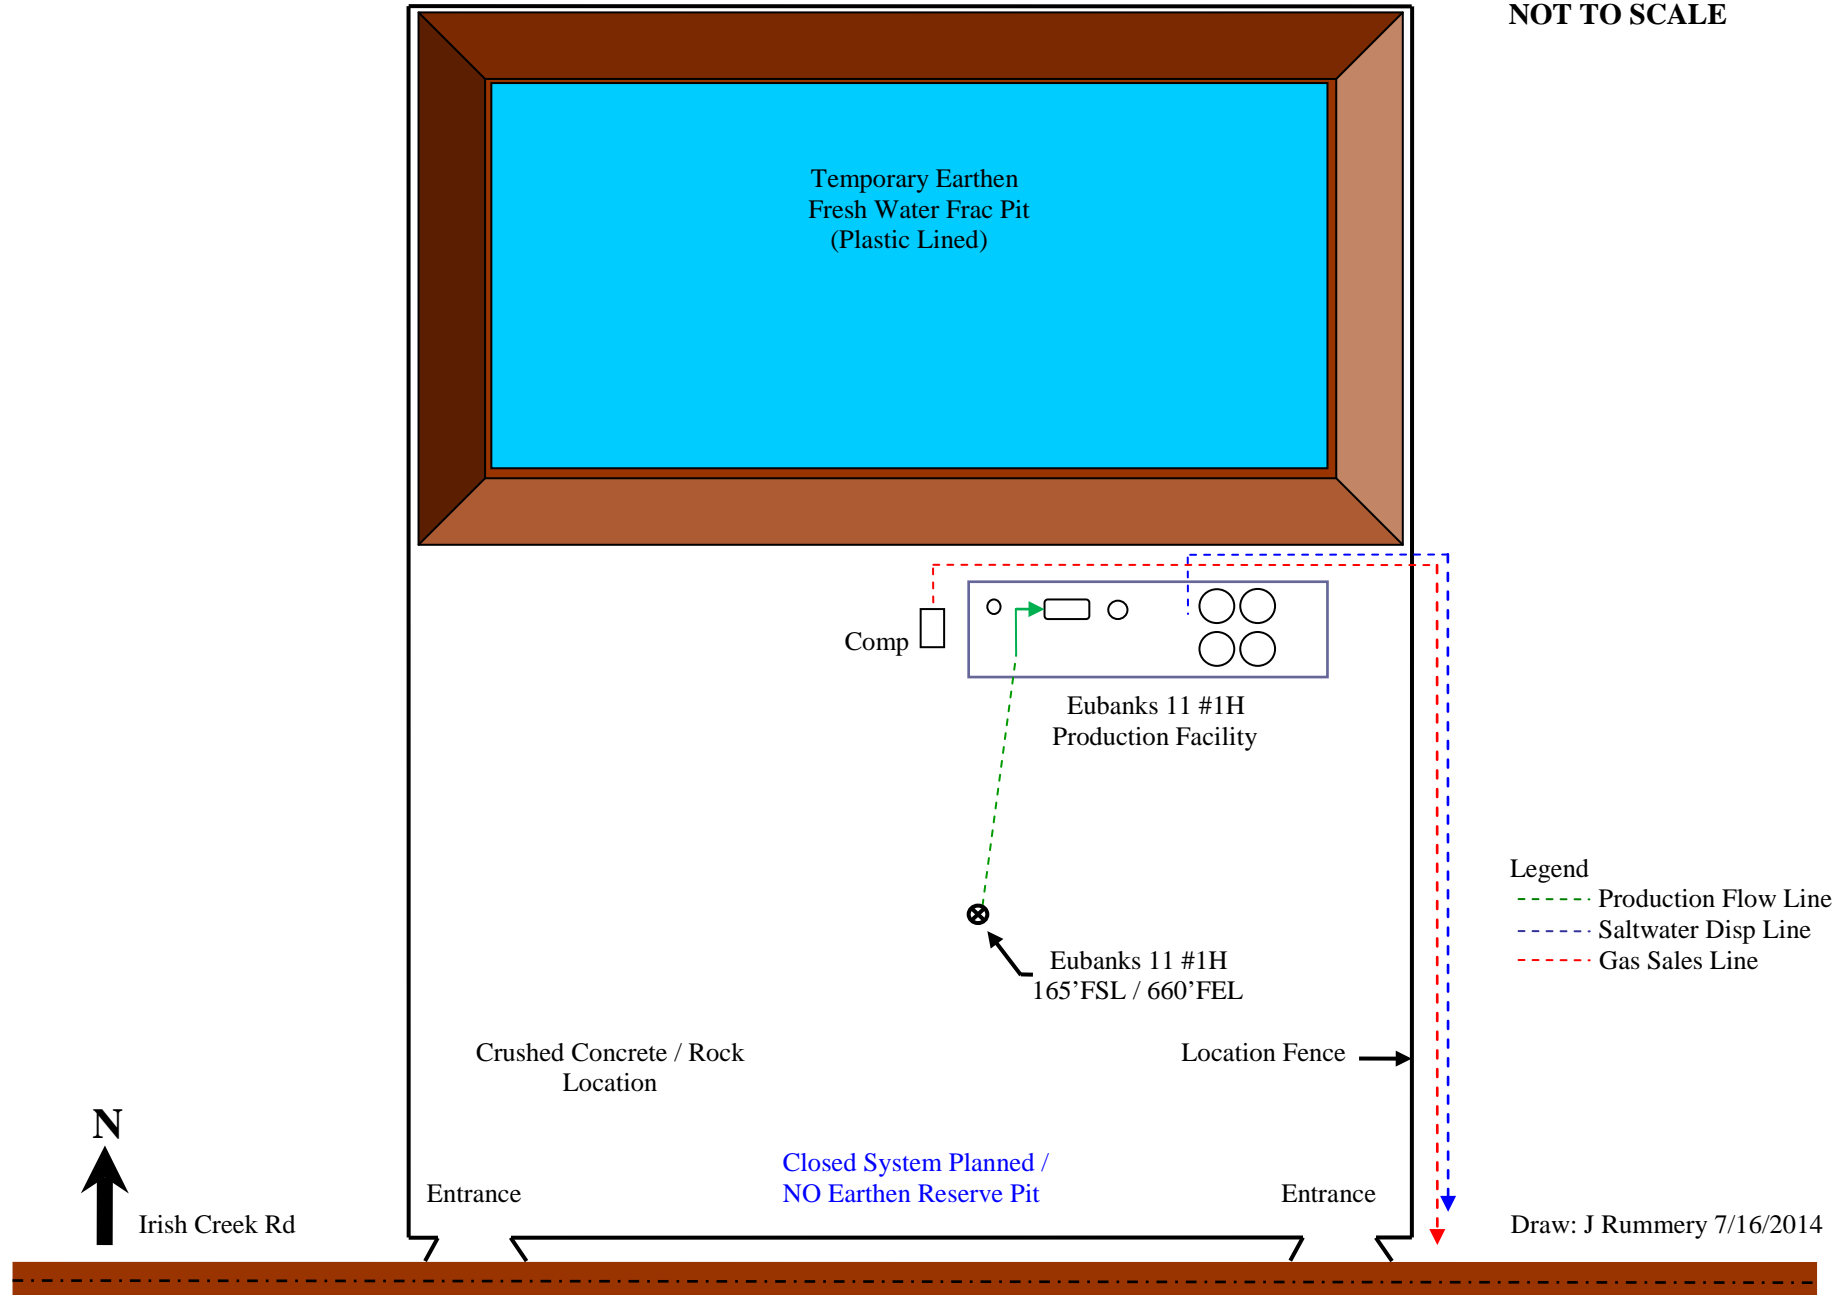 NOT TO SCALE
Temporary Earthen
Fresh Water Frac Pit
(Plastic Lined)
Comp
Eubanks 11 #1H
Production Facility
Legend
Production Flow Line
Saltwater Disp Line
Gas Sales Line
Eubanks 11 #1H
165’FSL / 660’FEL
Crushed Concrete / Rock
Location
Location Fence
N
Closed System Planned /
NO Earthen Reserve Pit
Entrance
Entrance
Irish Creek Rd
Draw: J Rummery 7/16/2014